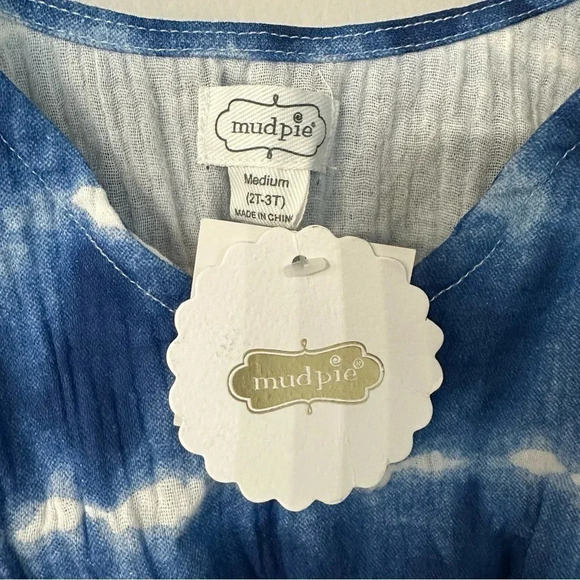 mudpie®
Medium
(2T-3T)
MADE IN CHIN
mudpie®